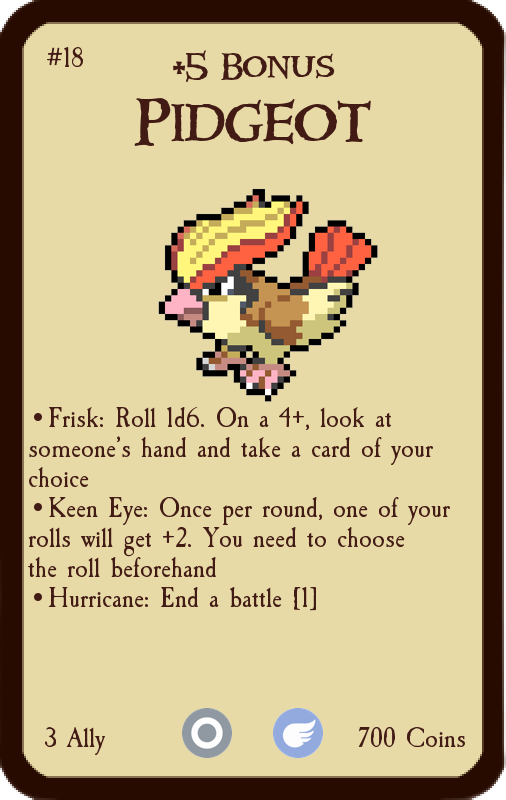 #18
+5 Bonus
Pidgeot
•Frisk: Roll 1d6. On a 4+, look at
someone's hand and take a card of your
choice
•Keen Eye: Once per round, one of your
rolls will get +2. You need to choose
the roll beforehand
•Hurricane: End a battle {1]
3 Ally
700 Coins